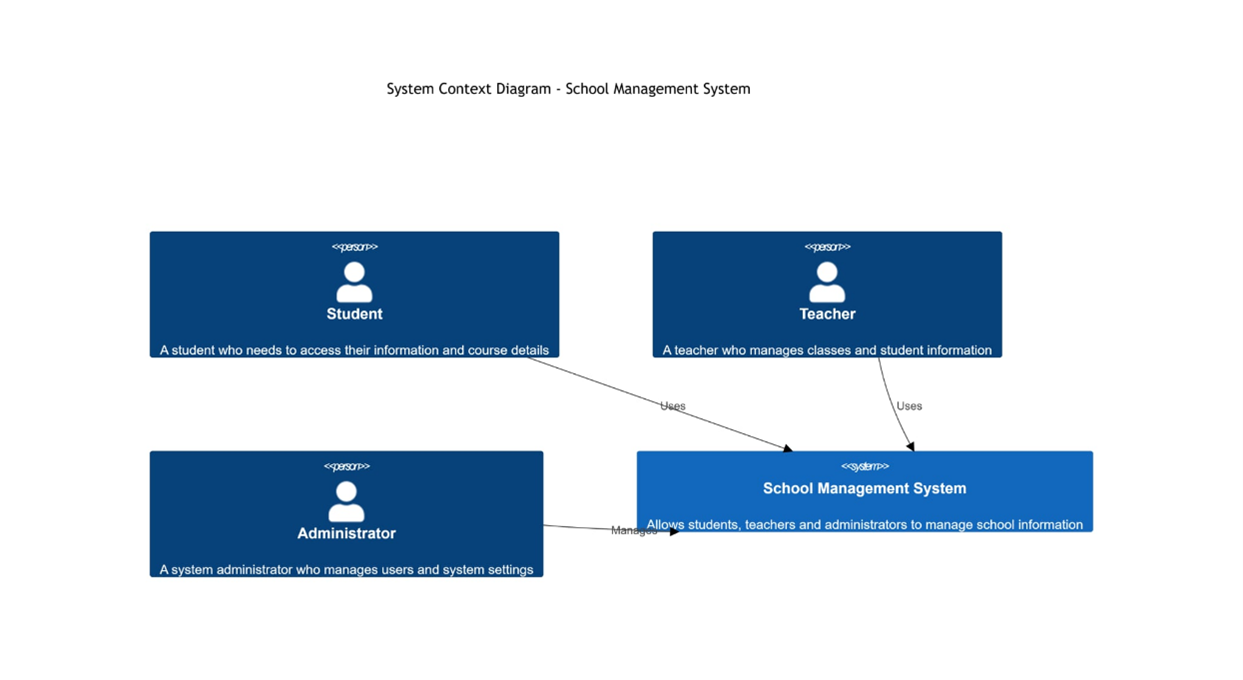 System Context Diagram - School Management System
<<person>>
Student
A student who needs to access their information and course details
<<person>>
Teacher
A teacher who manages classes and student information
Uses
Uses
<<person>>
Administrator
A system administrator who manages users and system settings
Manages
<<system>>
School Management System
Allows students, teachers and administrators to manage school information